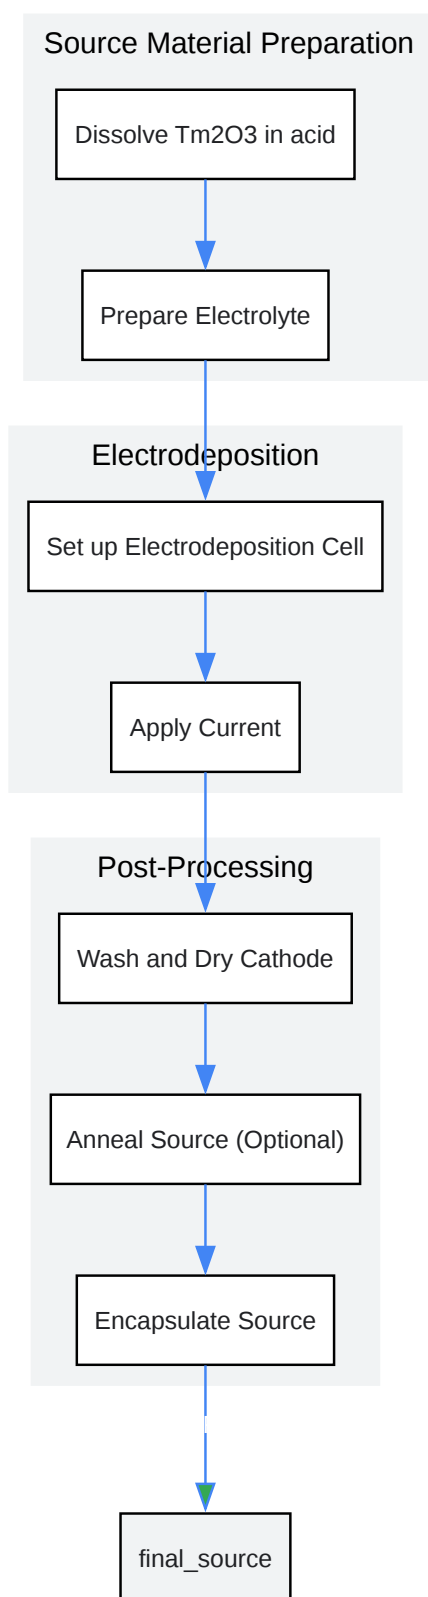 Source Material Preparation
Dissolve Tm2O3 in acid
Prepare Electrolyte
Electrodeposition
Set up Electrodeposition Cell
Apply Current
Post-Processing
Wash and Dry Cathode
Anneal Source (Optional)
Encapsulate Source
final_source